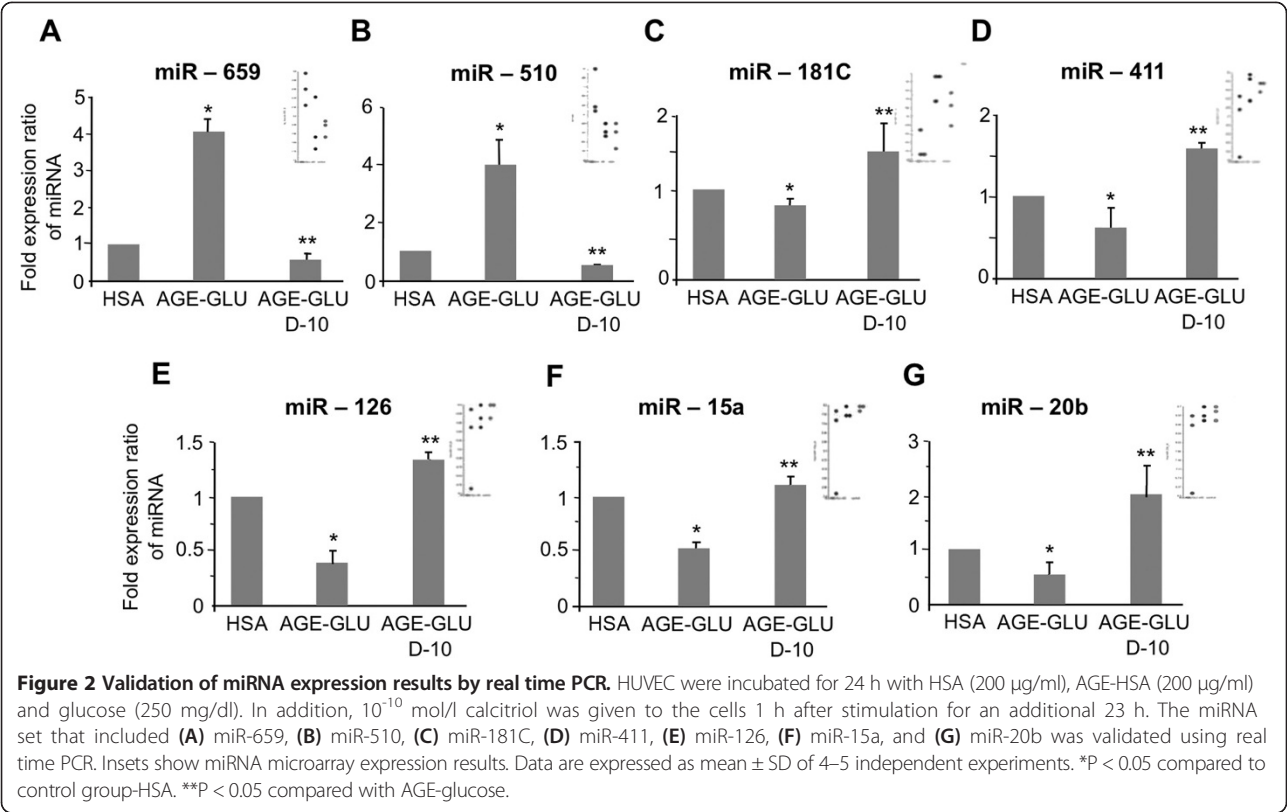 A
B
C
D
miR – 659
miR – 510
miR – 181C
miR – 411
Fold expression ratio
of miRNA
5
4
3
2
1
0
*
**
HSA AGE-GLU AGE-GLU
D-10
6
4
2
0
*
**
HSA AGE-GLU AGE-GLU
D-10
2
1
0
*
**
HSA AGE-GLU AGE-GLU
D-10
2
1
0
*
**
HSA AGE-GLU AGE-GLU
D-10
E
F
G
miR – 126
miR – 15a
miR – 20b
Fold expression ratio
of miRNA
1.5
1
0.5
0
*
**
HSA AGE-GLU AGE-GLU
D-10
1.5
1
0.5
0
*
**
HSA AGE-GLU AGE-GLU
D-10
3
2
1
0
*
**
HSA AGE-GLU AGE-GLU
D-10
Figure 2 Validation of miRNA expression results by real time PCR. HUVEC were incubated for 24 h with HSA (200 μg/ml), AGE-HSA (200 μg/ml)
and glucose (250 mg/dl). In addition, 10⁻¹⁰ mol/l calcitriol was given to the cells 1 h after stimulation for an additional 23 h. The miRNA
set that included (A) miR-659, (B) miR-510, (C) miR-181C, (D) miR-411, (E) miR-126, (F) miR-15a, and (G) miR-20b was validated using real
time PCR. Insets show miRNA microarray expression results. Data are expressed as mean ± SD of 4–5 independent experiments. *P < 0.05 compared to
control group-HSA. **P < 0.05 compared with AGE-glucose.